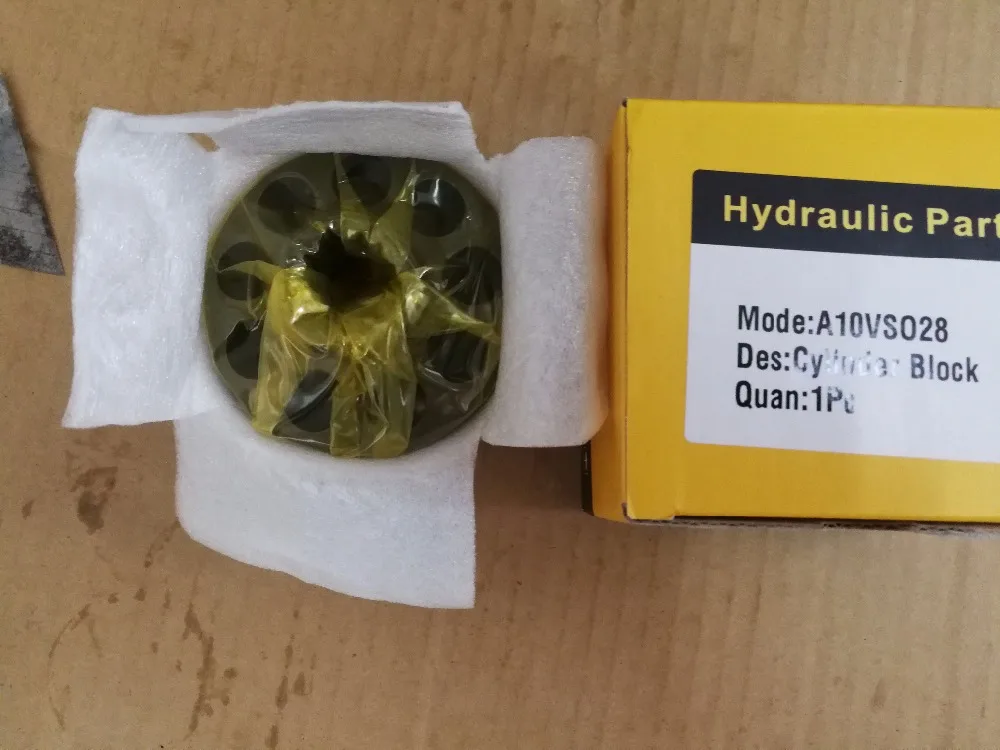 Hydraulic Part
Mode:A10VSO28
Des:Cylinder Block
Quan:1Pc